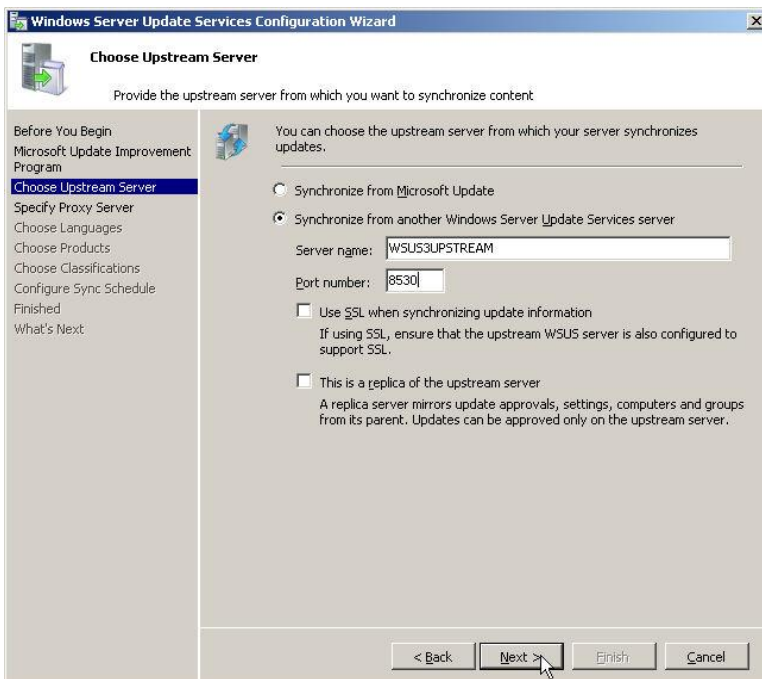 Windows Server Update Services Configuration Wizard
Choose Upstream Server
Provide the upstream server from which you want to synchronize content
Before You Begin
Microsoft Update Improvement
Program
Choose Upstream Server
Specify Proxy Server
Choose Languages
Choose Products
Choose Classifications
Configure Sync Schedule
Finished
What's Next
You can choose the upstream server from which your server synchronizes
updates.
Synchronize from Microsoft Update
Synchronize from another Windows Server Update Services server
Server name: WSUS3UPSTREAM
Port number: 8530
Use SSL when synchronizing update information
If using SSL, ensure that the upstream WSUS server is also configured to
support SSL.
This is a replica of the upstream server
A replica server mirrors update approvals, settings, computers and groups
from its parent. Updates can be approved only on the upstream server.
< Back Next > Finish Cancel